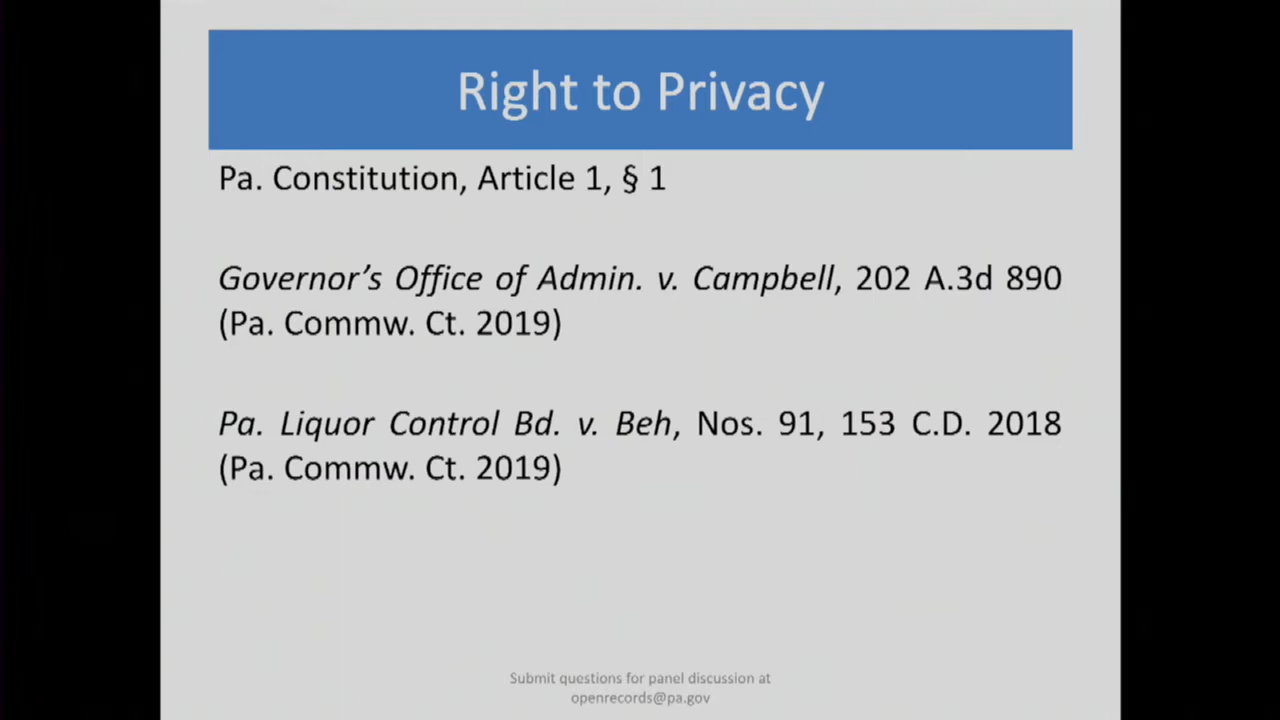 Right to Privacy
Pa. Constitution, Article 1, § 1
Governor’s Office of Admin. v. Campbell, 202 A.3d 890
(Pa. Commw. Ct. 2019)
Pa. Liquor Control Bd. v. Beh, Nos. 91, 153 C.D. 2018
(Pa. Commw. Ct. 2019)
Submit questions for panel discussion at
openrecords@pa.gov